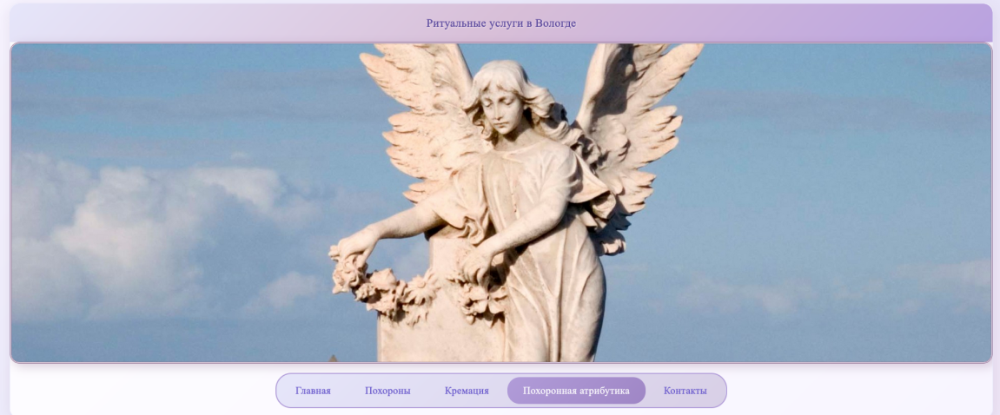 Ритуальные услуги в Вологде
Главная Похороны Кремация Похоронная атрибутика Контакты